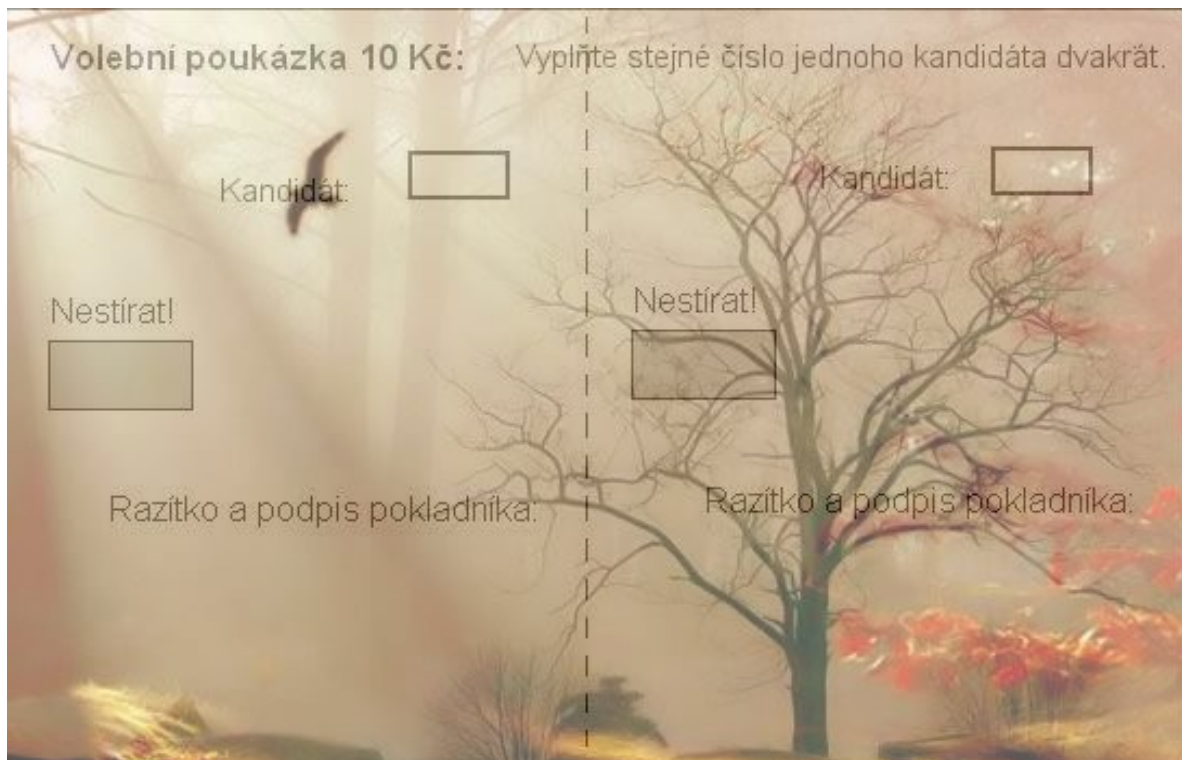 Volební poukázka 10 Kč: Vyplňte stejné číslo jednoho kandidáta dvakrát.
Kandidát:
Kandidát:
Nestírat!
Nestírat!
Razítko a podpis pokladníka:
Razítko a podpis pokladníka: